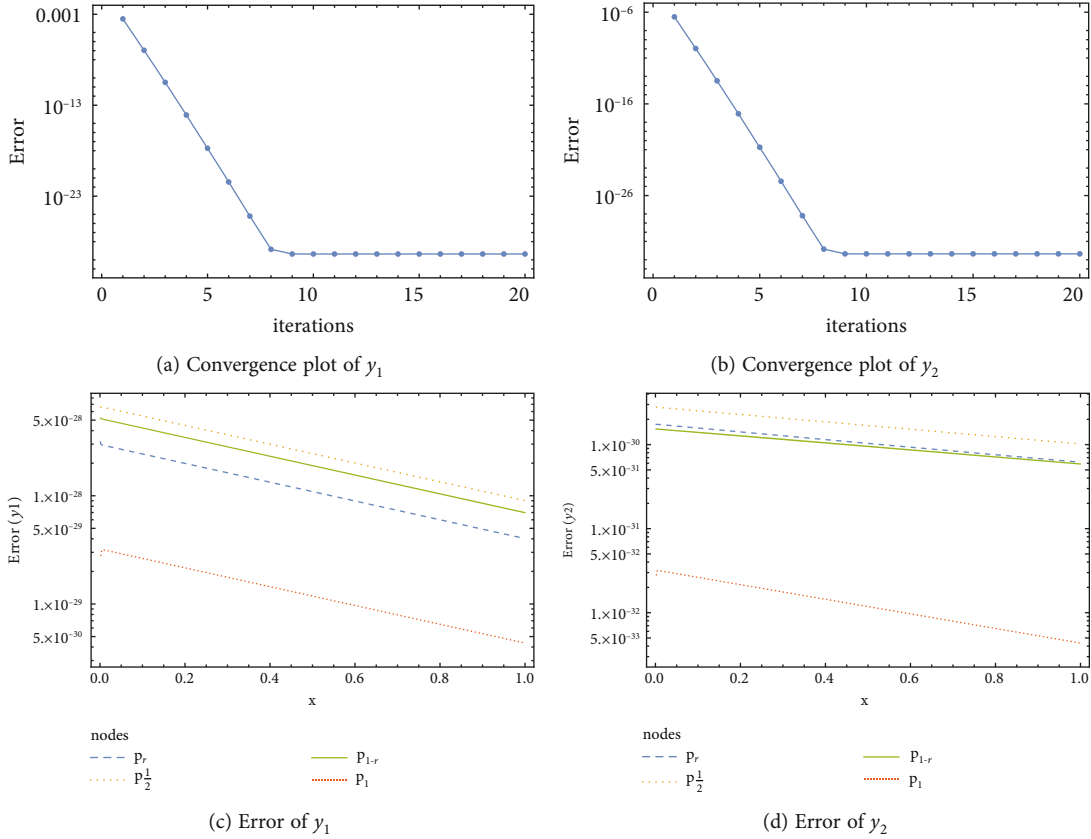 0.001
10⁻¹³
10⁻²³
Error
0 5 10 15 20
iterations
(a) Convergence plot of y₁
10⁻⁶
10⁻¹⁶
10⁻²⁶
Error
0 5 10 15 20
iterations
(b) Convergence plot of y₂
5.×10⁻²⁸
1.×10⁻²⁸
5.×10⁻²⁹
1.×10⁻²⁹
5.×10⁻³⁰
Error (y1)
0.0 0.2 0.4 0.6 0.8 1.0
x
nodes
pᵣ p₁₋ᵣ
p½ p₁
(c) Error of y₁
1.×10⁻³⁰
5.×10⁻³¹
1.×10⁻³¹
5.×10⁻³²
1.×10⁻³²
5.×10⁻³³
Error (y2)
0.0 0.2 0.4 0.6 0.8 1.0
x
nodes
pᵣ p₁₋ᵣ
p½ p₁
(d) Error of y₂